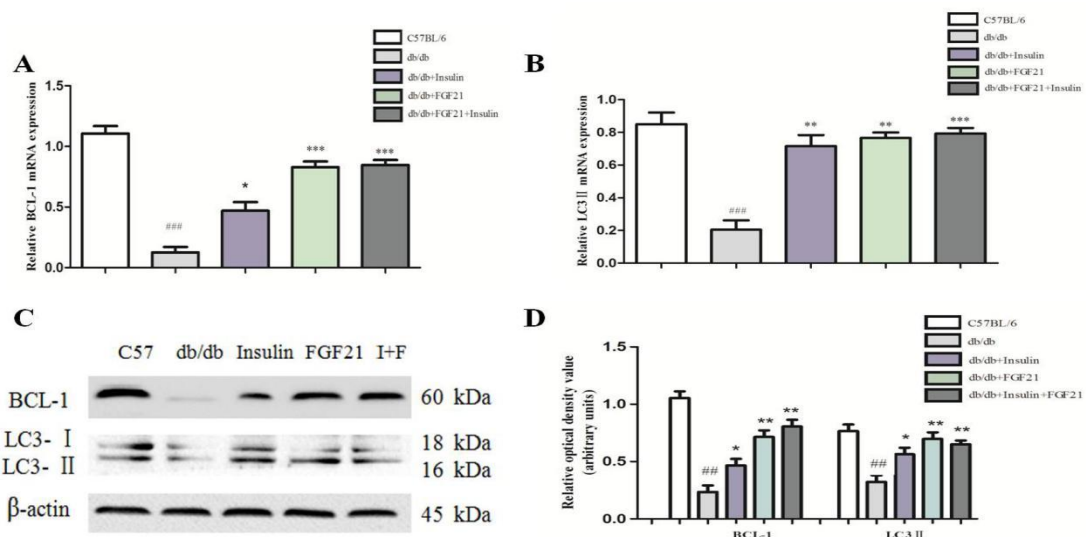 A
C57BL/6
db/db
db/db+Insulin
db/db+FGF21
db/db+FGF21+Insulin
Relative BCL-1 mRNA expression
1.5
1.0
0.5
0.0
###
*
***
***
B
C57BL/6
db/db
db/db+Insulin
db/db+FGF21
db/db+FGF21+Insulin
Relative LC3Ⅱ mRNA expression
1.0
0.8
0.6
0.4
0.2
0.0
###
**
**
***
C
C57 db/db Insulin FGF21 I+F
BCL-1 60 kDa
LC3-Ⅰ 18 kDa
LC3-Ⅱ 16 kDa
β-actin 45 kDa
D
C57BL/6
db/db
db/db+Insulin
db/db+FGF21
db/db+Insulin+FGF21
Relative optical density value
(arbitrary units)
1.5
1.0
0.5
0.0
## * ** **
## * ** **
BCL-1 LC3Ⅱ